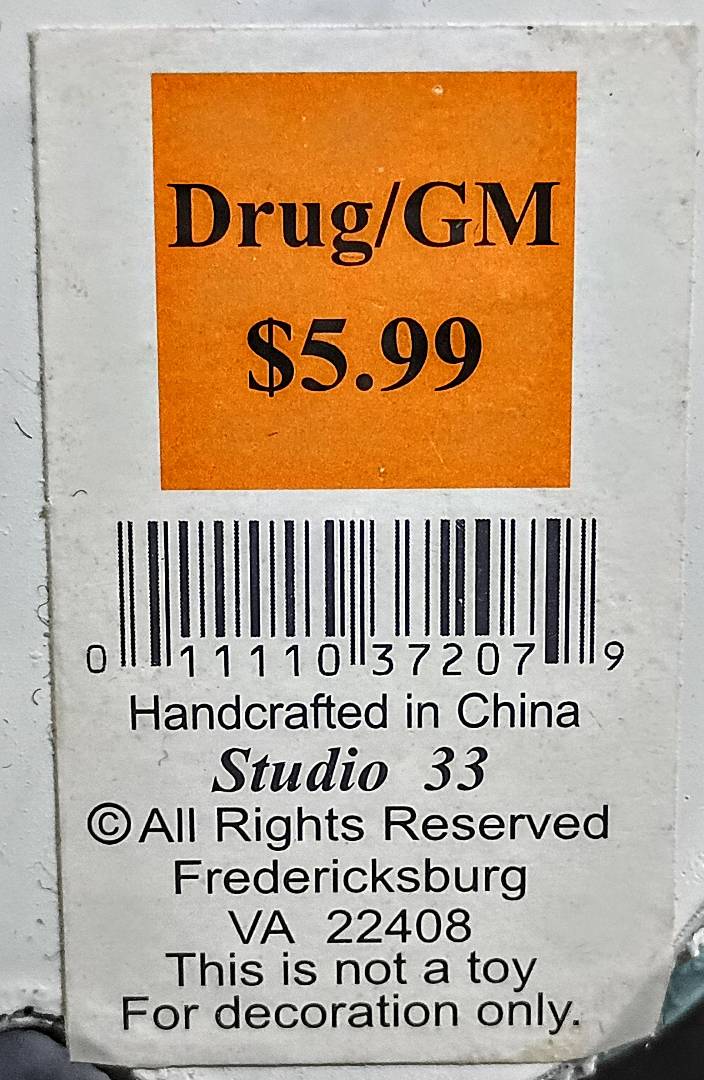 Drug/GM
$5.99
0 11110 37207 9
Handcrafted in China
Studio 33
©All Rights Reserved
Fredericksburg
VA 22408
This is not a toy
For decoration only.